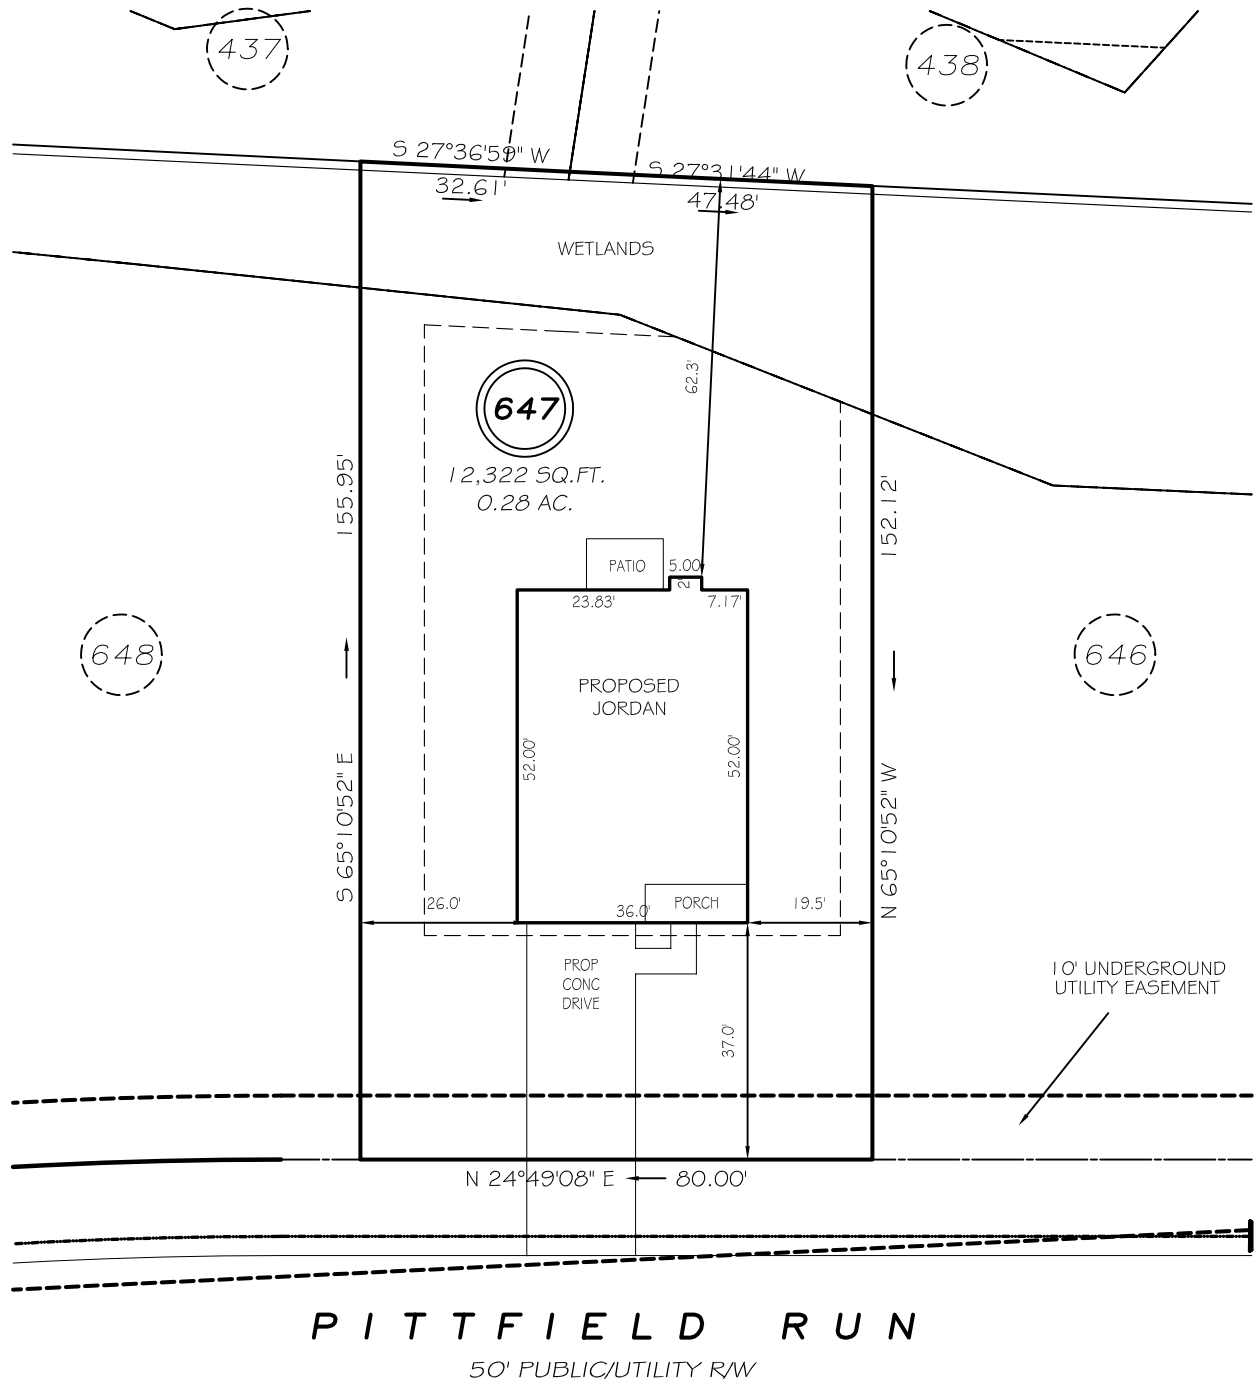 437
438
S 27°36'59" W
32.61'
S 27°31'44" W
47.48'
WETLANDS
62.3'
647
12,322 SQ.FT.
0.28 AC.
155.95'
152.12'
PATIO
5.00'
2'
23.83'
7.17'
648
646
PROPOSED
JORDAN
52.00'
52.00'
S 65°10'52" E
N 65°10'52" W
26.0'
36.0'
PORCH
19.5'
PROP
CONC
DRIVE
10' UNDERGROUND
UTILITY EASEMENT
37.0'
N 24°49'08" E
80.00'
PITTFIELD RUN
50' PUBLIC/UTILITY R/W